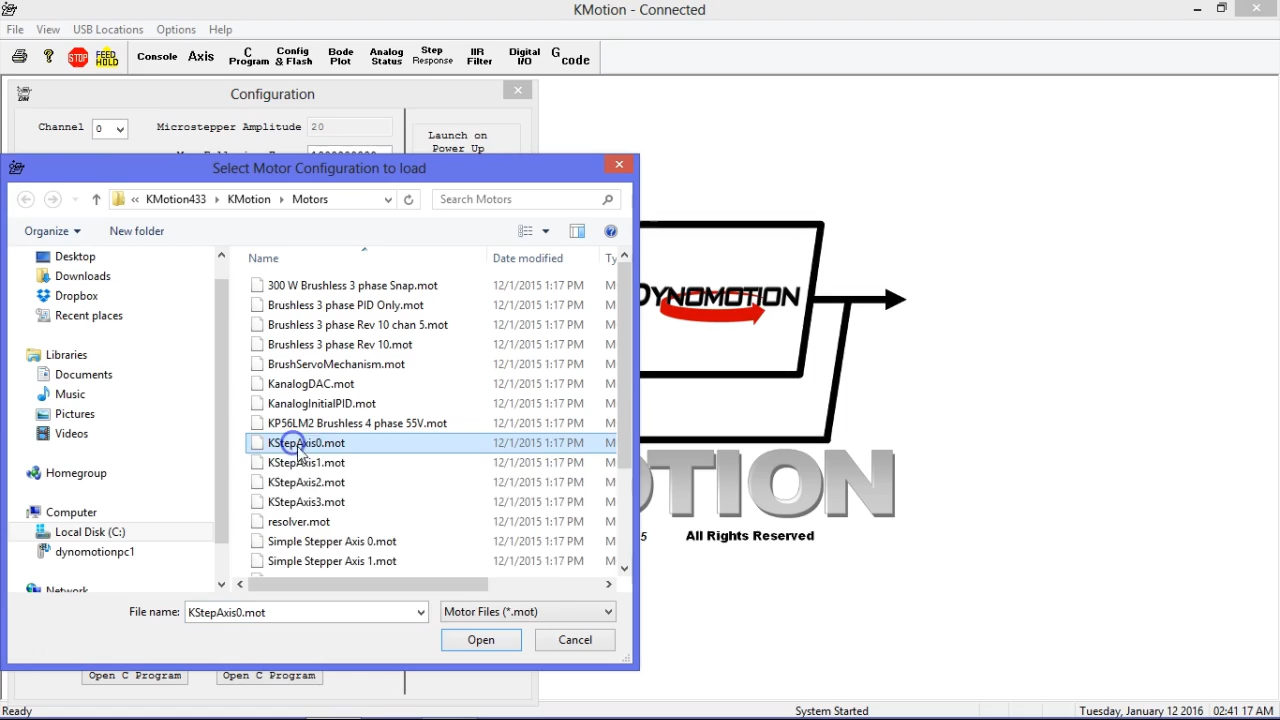 KMotion - Connected
File View USB Locations Options Help
STOP FEED HOLD Console Axis C Program Config & Flash Bode Plot Analog Status Step Response IIR Filter Digital I/O G code
Configuration
Channel 0 Microstepper Amplitude 20
Launch on
Power Up
Select Motor Configuration to load
« KMotion433 › KMotion › Motors Search Motors
Organize New folder
Name Date modified Ty
Desktop
Downloads
Dropbox
Recent places
Libraries
Documents
Music
Pictures
Videos
Homegroup
Computer
Local Disk (C:)
dynomotionpc1
Network
300 W Brushless 3 phase Snap.mot 12/1/2015 1:17 PM M
Brushless 3 phase PID Only.mot 12/1/2015 1:17 PM M
Brushless 3 phase Rev 10 chan 5.mot 12/1/2015 1:17 PM M
Brushless 3 phase Rev 10.mot 12/1/2015 1:17 PM M
BrushServoMechanism.mot 12/1/2015 1:17 PM M
KanalogDAC.mot 12/1/2015 1:17 PM M
KanalogInitialPID.mot 12/1/2015 1:17 PM M
KP56LM2 Brushless 4 phase 55V.mot 12/1/2015 1:17 PM M
KStepAxis0.mot 12/1/2015 1:17 PM M
KStepAxis1.mot 12/1/2015 1:17 PM M
KStepAxis2.mot 12/1/2015 1:17 PM M
KStepAxis3.mot 12/1/2015 1:17 PM M
resolver.mot 12/1/2015 1:17 PM M
Simple Stepper Axis 0.mot 12/1/2015 1:17 PM M
Simple Stepper Axis 1.mot 12/1/2015 1:17 PM M
File name: KStepAxis0.mot Motor Files (*.mot)
Open Cancel
Open C Program Open C Program
DYNOMOTION
OTION
5 All Rights Reserved
Ready System Started Tuesday, January 12 2016 02:41:17 AM